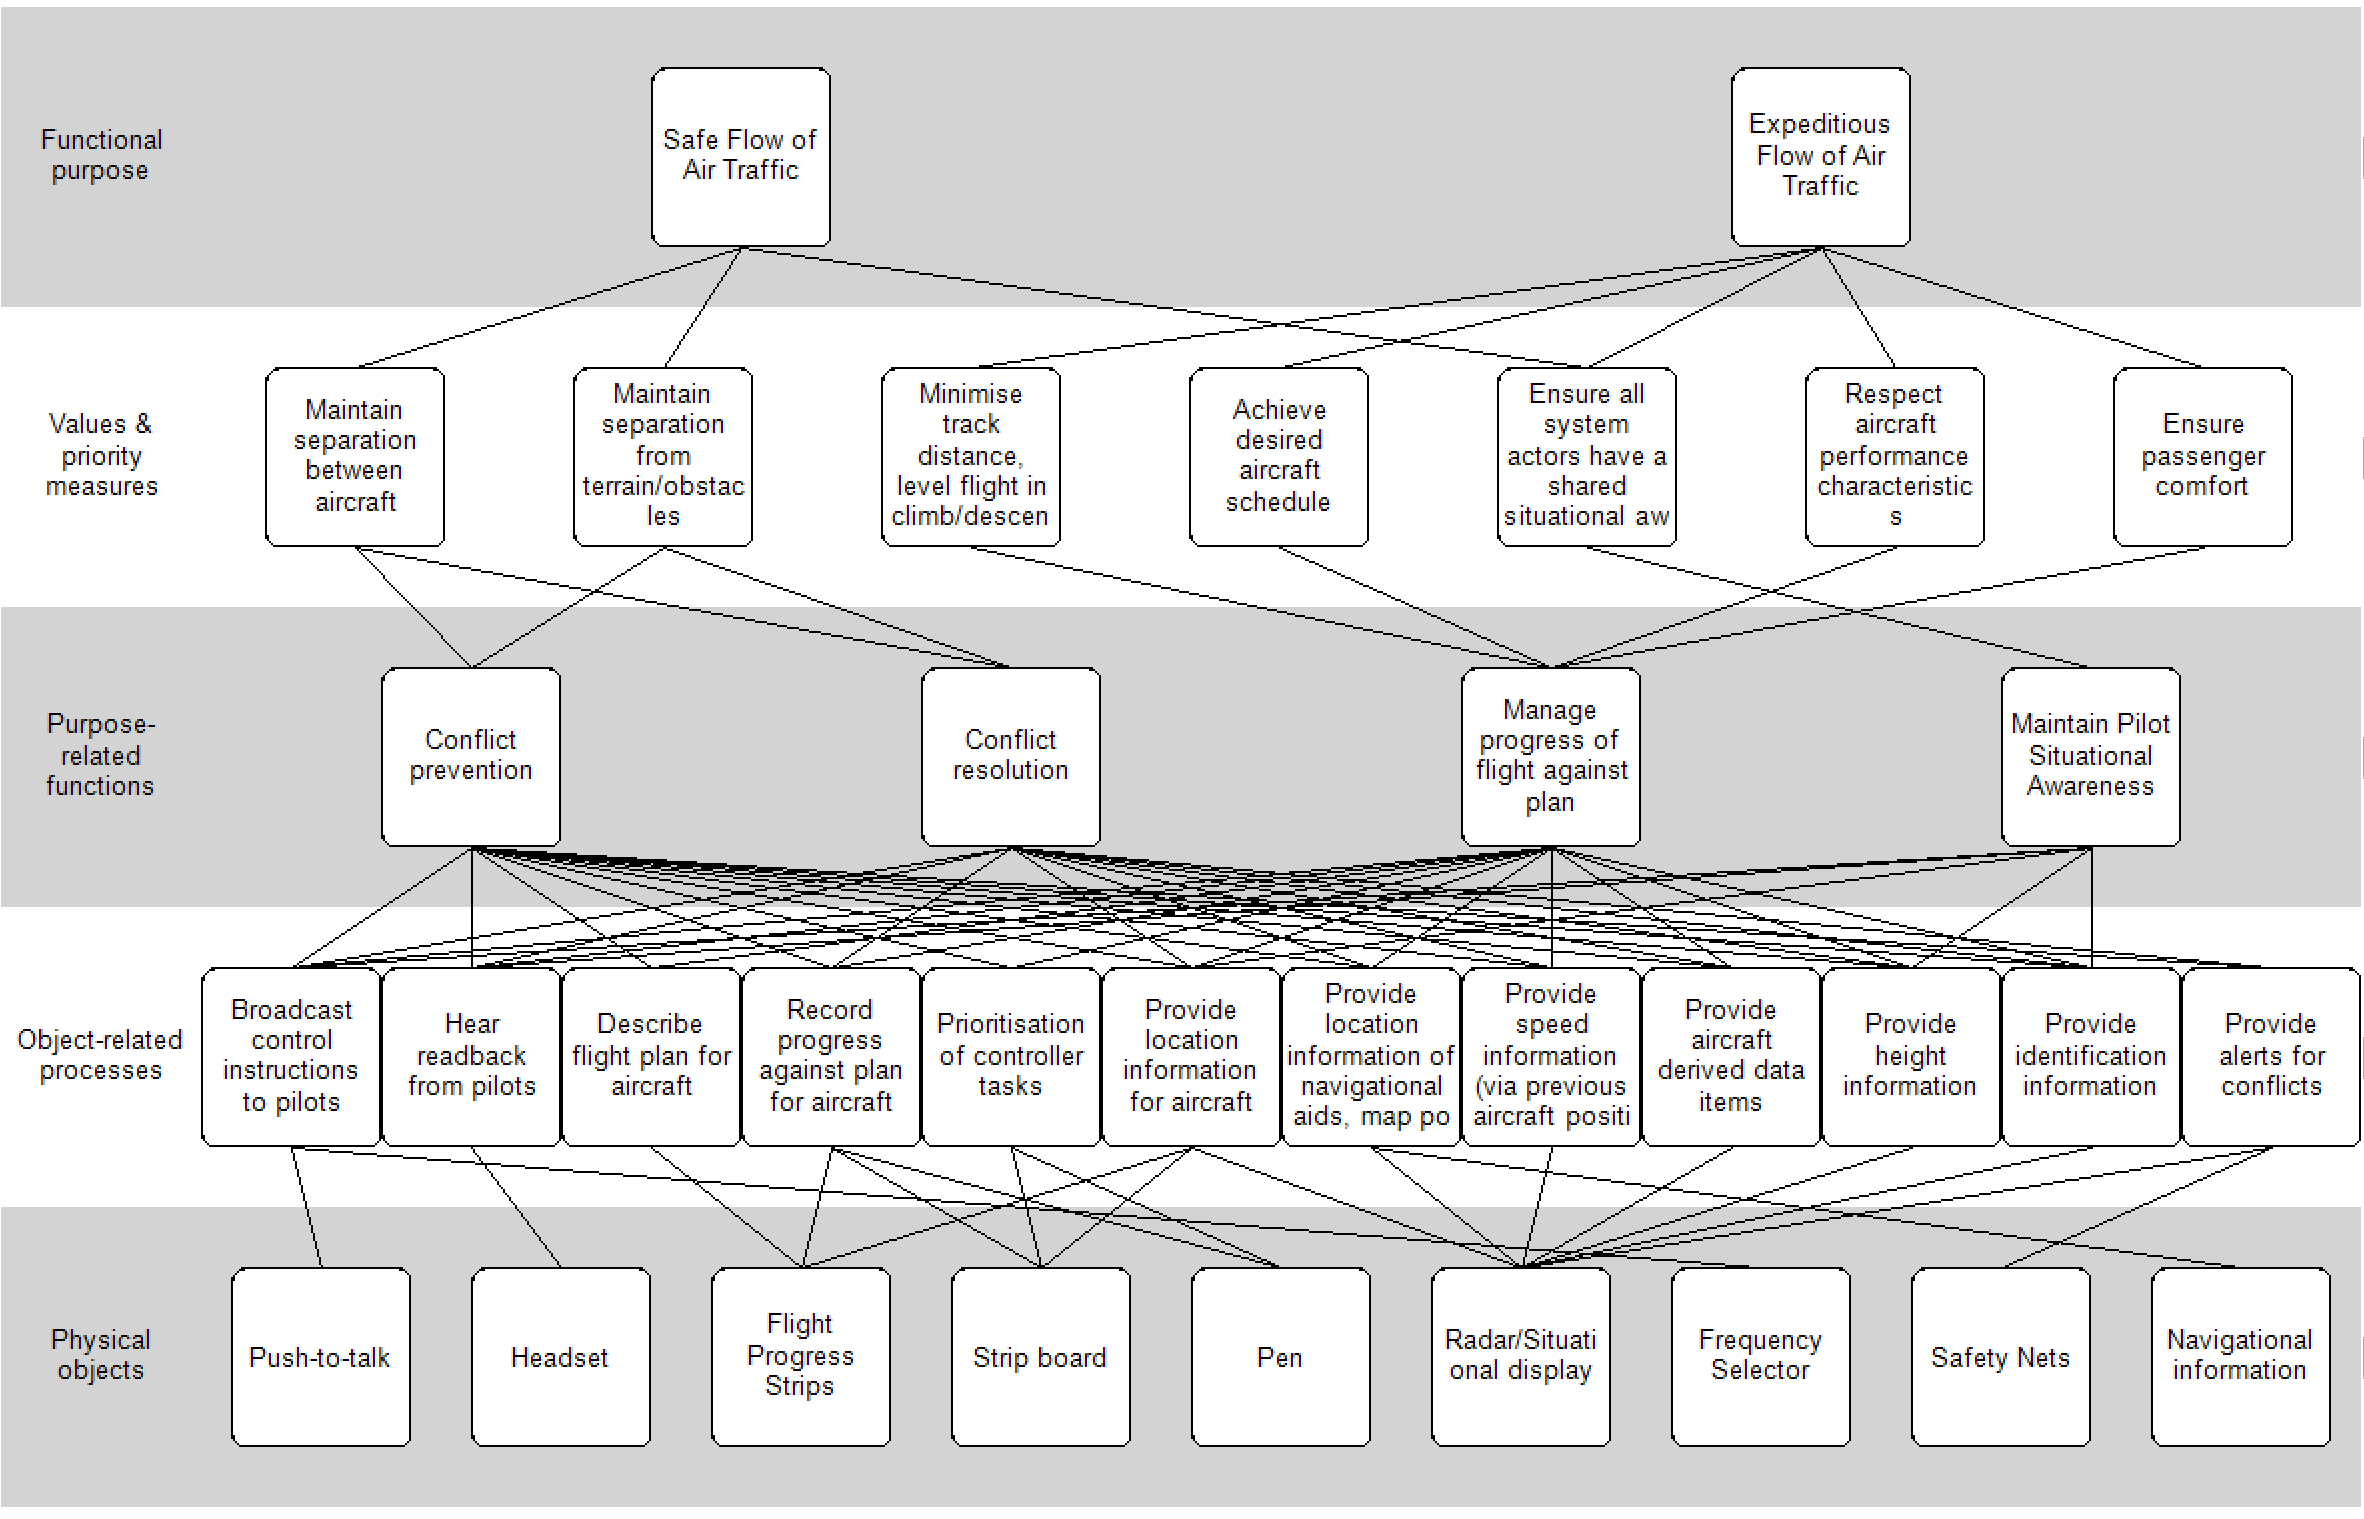 Functional
purpose
Safe Flow of
Air Traffic
Expeditious
Flow of Air
Traffic
Values &
priority
measures
Maintain
separation
between
aircraft
Maintain
separation
from
terrain/obstac
les
Minimise
track
distance,
level flight in
climb/descen
Achieve
desired
aircraft
schedule
Ensure all
system
actors have a
shared
situational aw
Respect
aircraft
performance
characteristic
s
Ensure
passenger
comfort
Purpose-
related
functions
Conflict
prevention
Conflict
resolution
Manage
progress of
flight against
plan
Maintain Pilot
Situational
Awareness
Object-related
processes
Broadcast
control
instructions
to pilots
Hear
readback
from pilots
Describe
flight plan for
aircraft
Record
progress
against plan
for aircraft
Prioritisation
of controller
tasks
Provide
location
information
for aircraft
Provide
location
information of
navigational
aids, map po
Provide
speed
information
(via previous
aircraft positi
Provide
aircraft
derived data
items
Provide
height
information
Provide
identification
information
Provide
alerts for
conflicts
Physical
objects
Push-to-talk
Headset
Flight
Progress
Strips
Strip board
Pen
Radar/Situati
onal display
Frequency
Selector
Safety Nets
Navigational
information